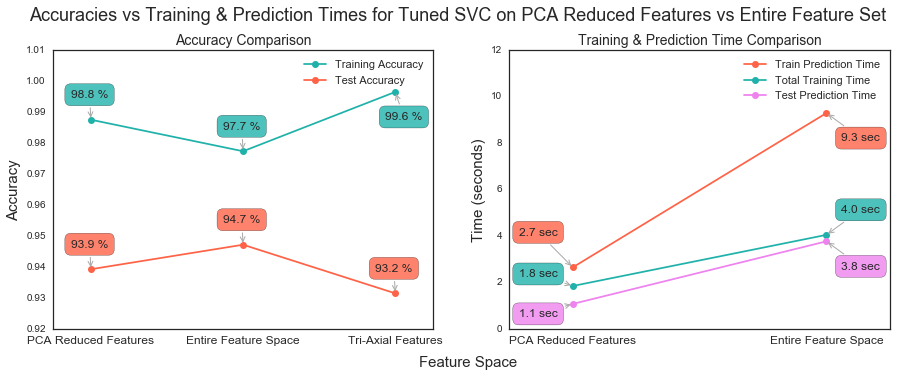 Accuracies vs Training & Prediction Times for Tuned SVC on PCA Reduced Features vs Entire Feature Set
Accuracy Comparison
Training Accuracy
Test Accuracy
1.01
1.00
0.99
0.98
0.97
0.96
0.95
0.94
0.93
0.92
Accuracy
98.8 %
97.7 %
99.6 %
93.9 %
94.7 %
93.2 %
PCA Reduced Features
Entire Feature Space
Tri-Axial Features
Training & Prediction Time Comparison
Train Prediction Time
Total Training Time
Test Prediction Time
12
10
8
6
4
2
0
Time (seconds)
2.7 sec
1.8 sec
1.1 sec
9.3 sec
4.0 sec
3.8 sec
PCA Reduced Features
Entire Feature Space
Feature Space